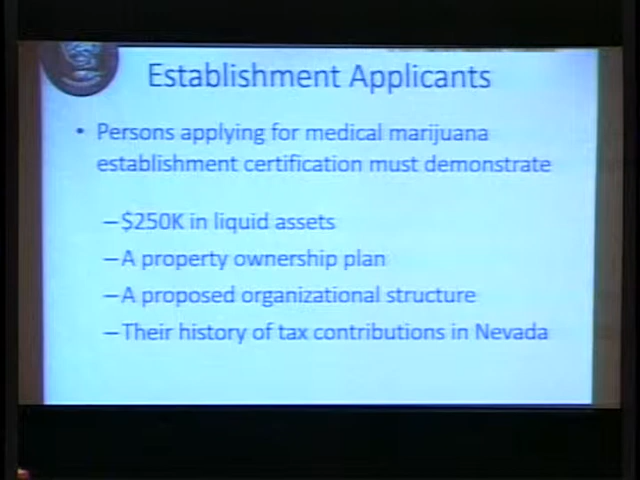 Establishment Applicants
• Persons applying for medical marijuana
establishment certification must demonstrate
–$250K in liquid assets
–A property ownership plan
–A proposed organizational structure
–Their history of tax contributions in Nevada